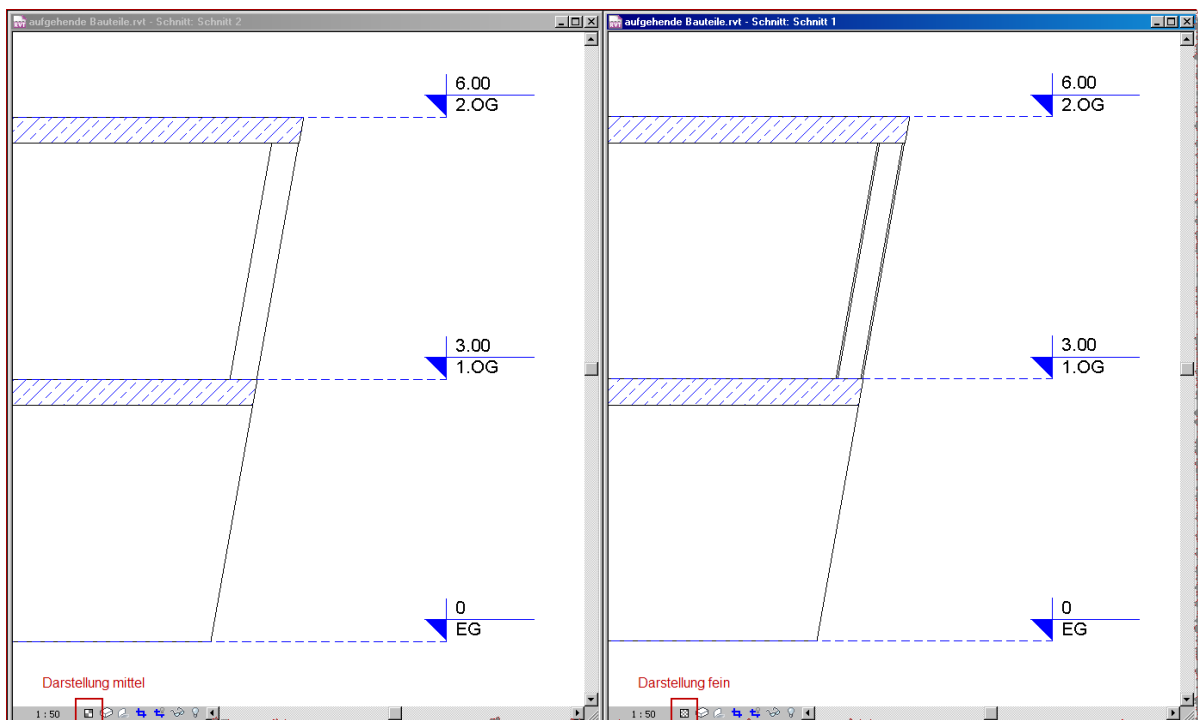 aufgehende Bauteile.rvt - Schnitt: Schnitt 2
6.00
2.OG
3.00
1.OG
0
EG
Darstellung mittel
1:50
aufgehende Bauteile.rvt - Schnitt: Schnitt 1
6.00
2.OG
3.00
1.OG
0
EG
Darstellung fein
1:50